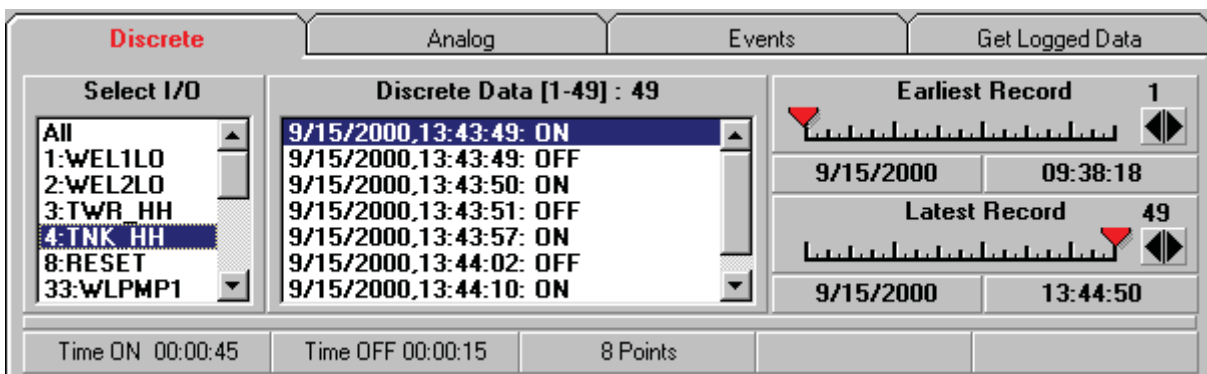 Discrete
Analog
Events
Get Logged Data
Select I/O
All
1:WEL1LO
2:WEL2LO
3:TWR_HH
4:TNK_HH
8:RESET
33:WLPMP1
Discrete Data [1-49] : 49
9/15/2000,13:43:49: ON
9/15/2000,13:43:49: OFF
9/15/2000,13:43:50: ON
9/15/2000,13:43:51: OFF
9/15/2000,13:43:57: ON
9/15/2000,13:44:02: OFF
9/15/2000,13:44:10: ON
Earliest Record 1
9/15/2000 09:38:18
Latest Record 49
9/15/2000 13:44:50
Time ON 00:00:45
Time OFF 00:00:15
8 Points